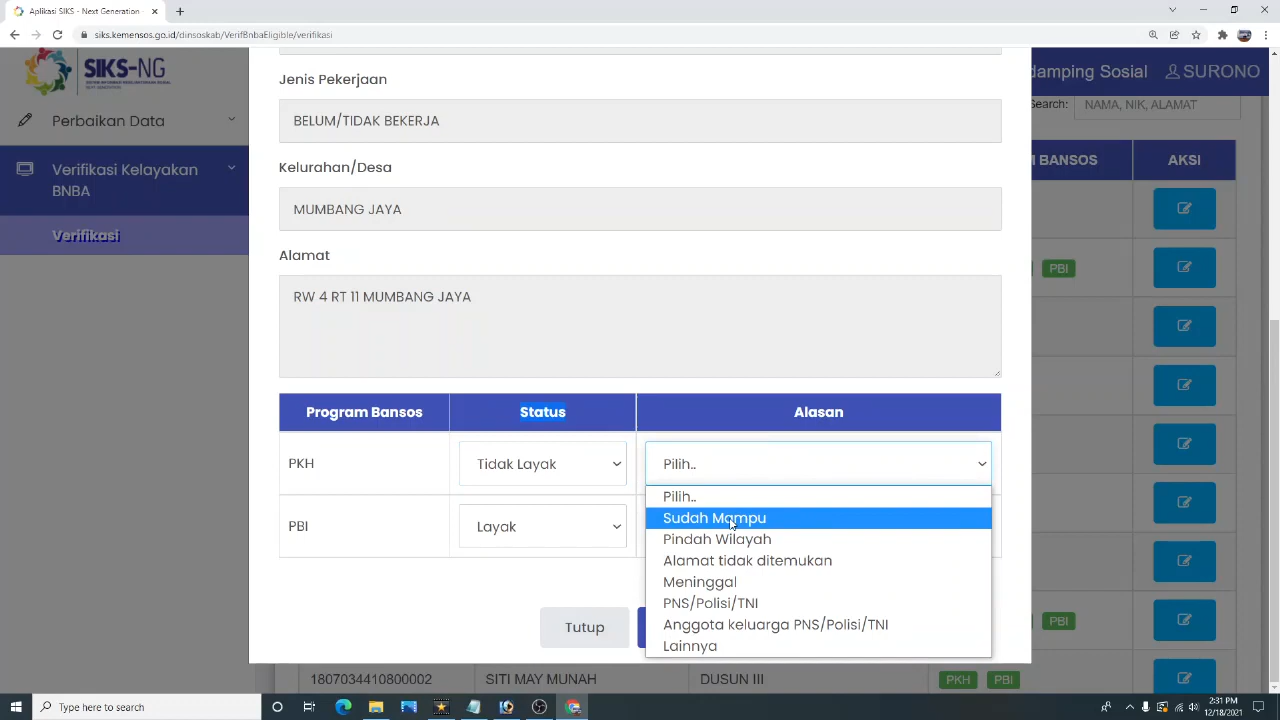 Aplikasi SIKS - Next Generation
siks.kemensos.go.id/dinsoskab/VerifBnbaEligible/verifikasi
SIKS-NG
damping Sosial
SURONO
Jenis Pekerjaan
Search:
NAMA, NIK, ALAMAT
Perbaikan Data
BELUM/TIDAK BEKERJA
Verifikasi Kelayakan
BNBA
Kelurahan/Desa
BANSOS
AKSI
MUMBANG JAYA
Verifikasi
Alamat
PBI
RW 4 RT 11 MUMBANG JAYA
Program Bansos
Status
Alasan
PKH
Tidak Layak
Pilih..
Pilih..
Sudah Mampu
PBI
Layak
Pindah Wilayah
Alamat tidak ditemukan
Meninggal
PNS/Polisi/TNI
Anggota keluarga PNS/Polisi/TNI
Lainnya
Tutup
PBI
1807034410800002
SITI MAY MUNAH
DUSUN III
PKH
PBI
Type here to search
2:31 PM
12/18/2021